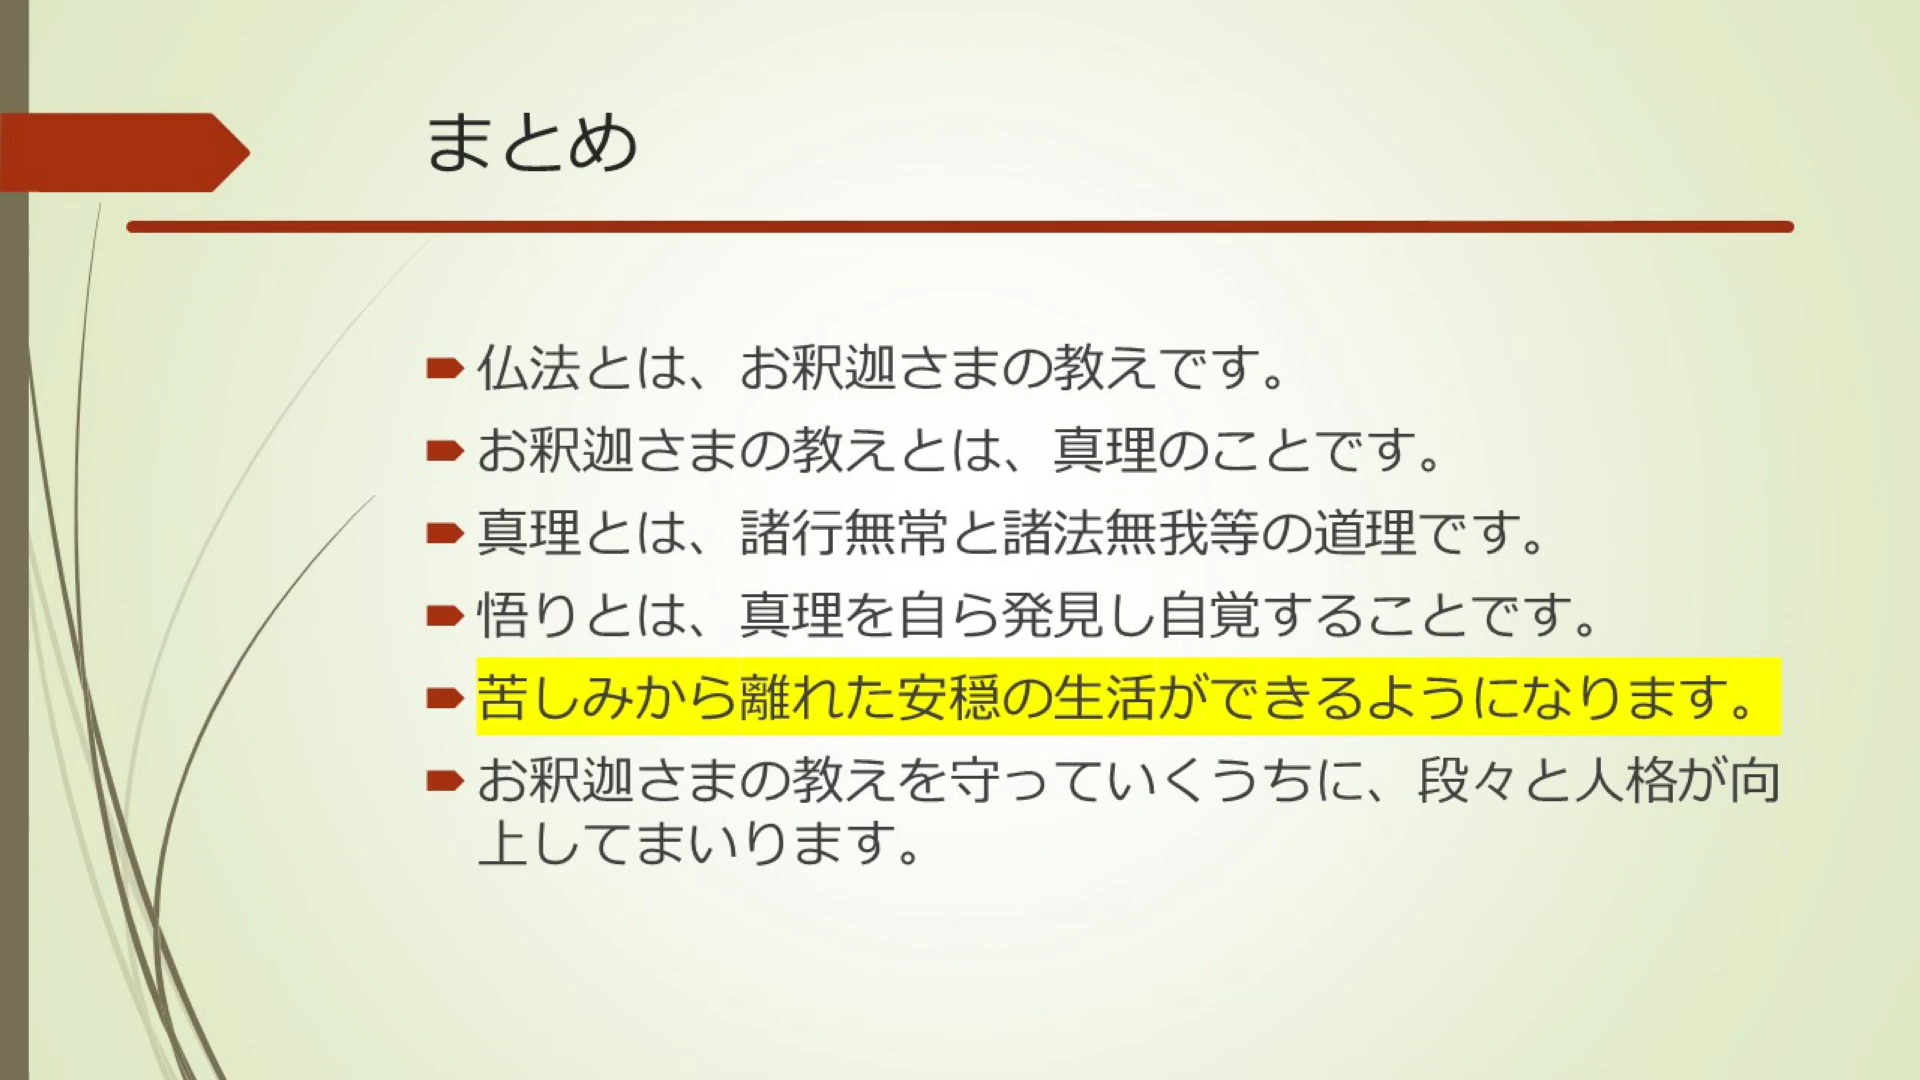 まとめ
仏法とは、お釈迦さまの教えです。
お釈迦さまの教えとは、真理のことです。
真理とは、諸行無常と諸法無我等の道理です。
悟りとは、真理を自ら発見し自覚することです。
苦しみから離れた安穏の生活ができるようになります。
お釈迦さまの教えを守っていくうちに、段々と人格が向
上してまいります。